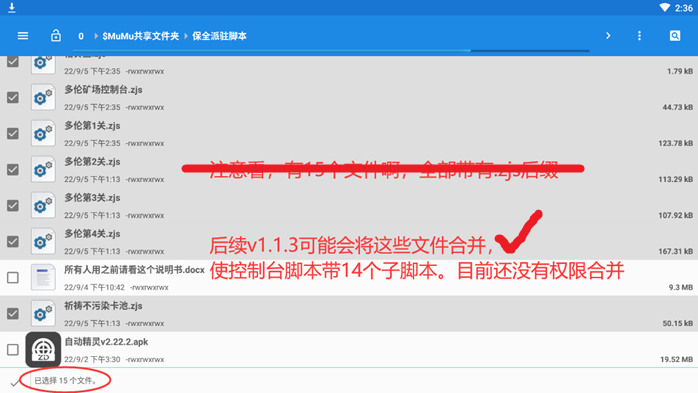 2:36
0 $MuMu共享文件夹 保全派驻脚本
22/9/5 下午2:35 -rwxrwxrwx 1.79 kB
多伦矿场控制台.zjs
22/9/5 下午2:35 -rwxrwxrwx 44.73 kB
多伦第1关.zjs
22/9/5 下午2:35 -rwxrwxrwx 123.78 kB
多伦第2关.zjs
注意看，有15个文件啊，全部带有.zjs后缀
22/9/5 下午1:13 -rwxrwxrwx 113.29 kB
多伦第3关.zjs
22/9/5 下午1:13 -rwxrwxrwx 107.92 kB
多伦第4关.zjs
后续v1.1.3可能会将这些文件合并，
22/9/5 下午1:13 -rwxrwxrwx 167.31 kB
所有人用之前请看这个说明书.docx
使控制台脚本带14个子脚本。目前还没有权限合并
22/9/4 下午10:42 -rwxrwxrwx 9.3 MB
祈祷不污染卡池.zjs
22/9/5 下午1:13 -rwxrwxrwx 50.15 kB
自动精灵v2.22.2.apk
ZD
22/9/2 下午3:30 -rwxrwxrwx 19.52 MB
已选择 15 个文件。